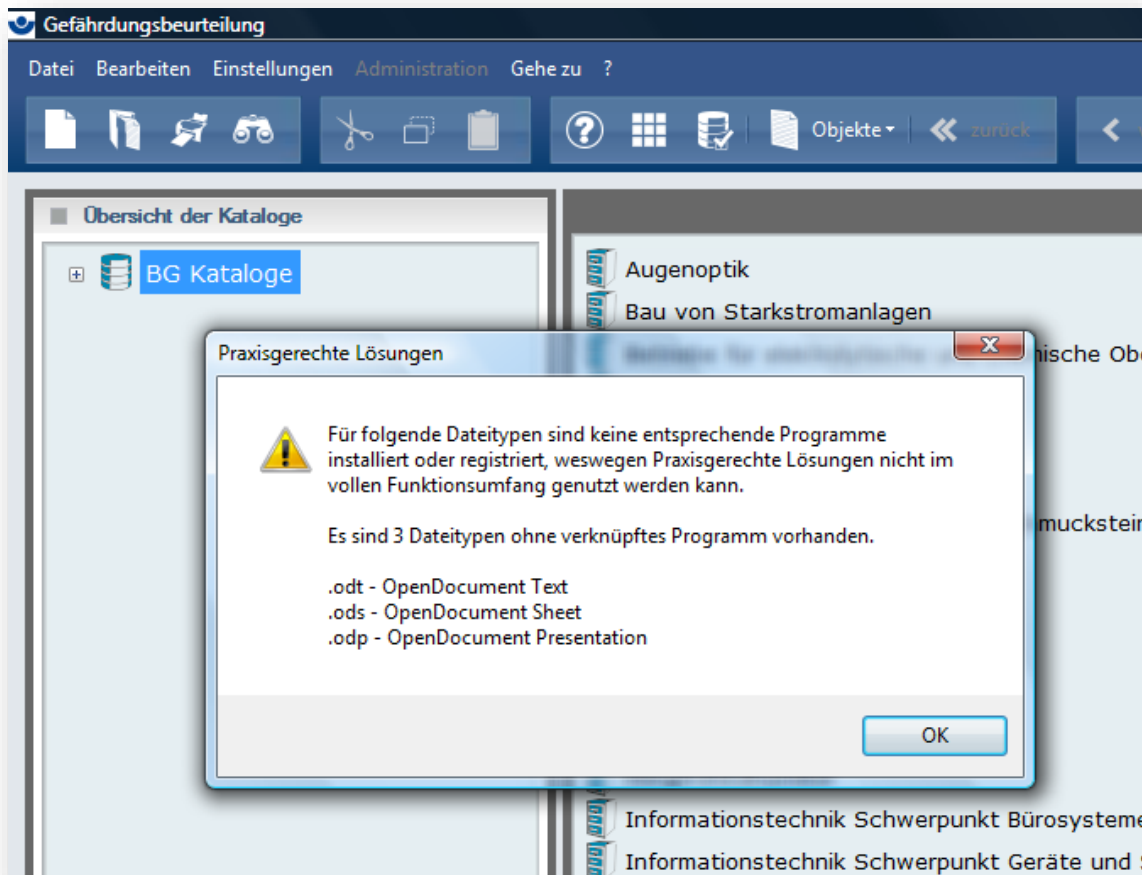 Gefährdungsbeurteilung
Datei Bearbeiten Einstellungen Administration Gehe zu ?
Objekte zurück
Übersicht der Kataloge
BG Kataloge
Augenoptik
Bau von Starkstromanlagen
Praxisgerechte Lösungen
nische Obe
Für folgende Dateitypen sind keine entsprechende Programme
installiert oder registriert, weswegen Praxisgerechte Lösungen nicht im
vollen Funktionsumfang genutzt werden kann.
muckstein
Es sind 3 Dateitypen ohne verknüpftes Programm vorhanden.
.odt - OpenDocument Text
.ods - OpenDocument Sheet
.odp - OpenDocument Presentation
OK
Informationstechnik Schwerpunkt Bürosysteme
Informationstechnik Schwerpunkt Geräte und